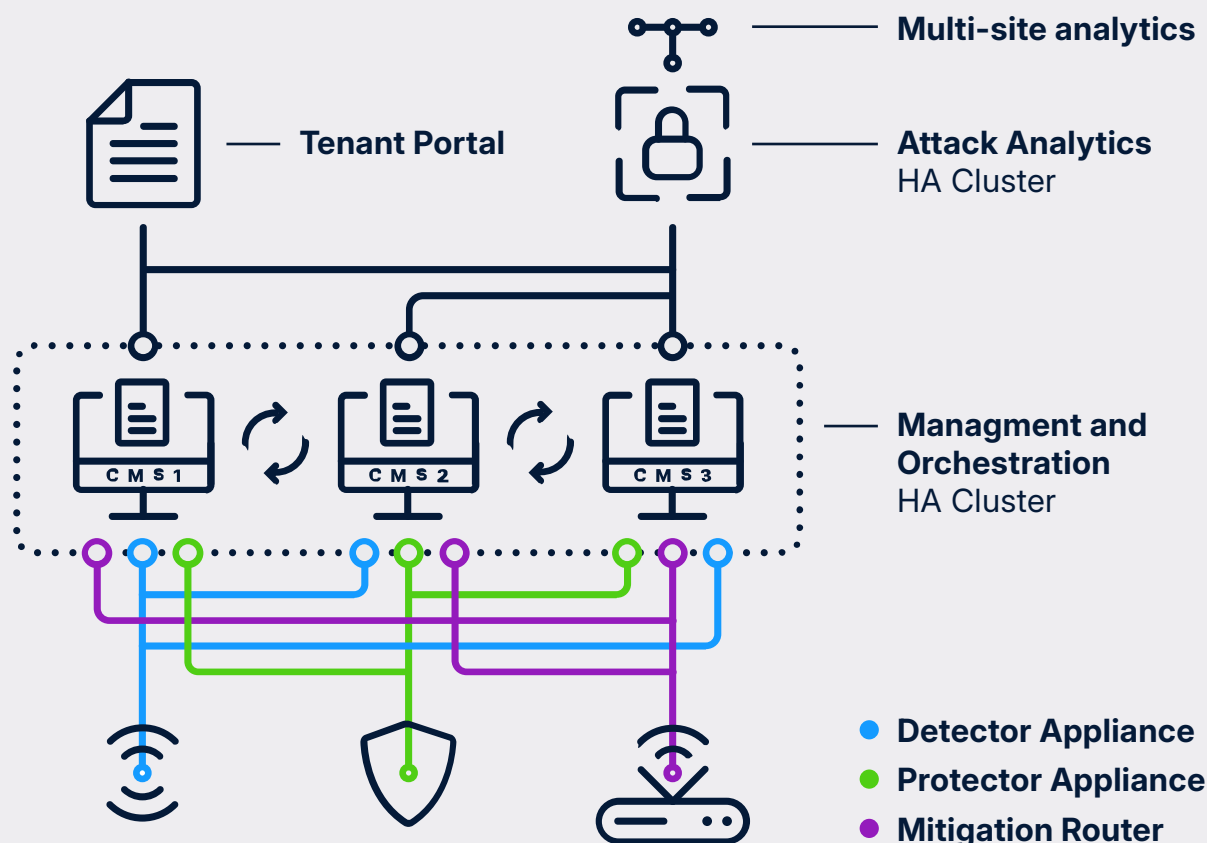 Multi-site analytics
Tenant Portal
Attack Analytics
HA Cluster
CMS1
CMS2
CMS3
Managment and
Orchestration
HA Cluster
Detector Appliance
Protector Appliance
Mitigation Router